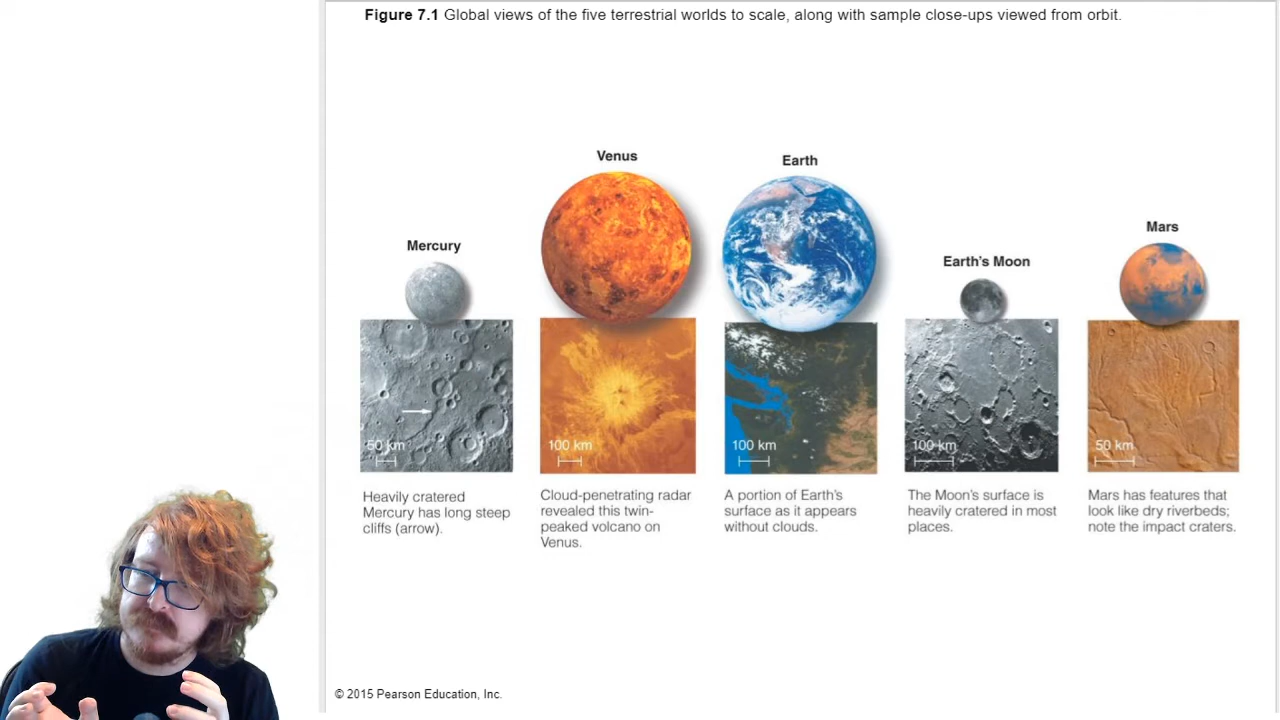 Figure 7.1 Global views of the five terrestrial worlds to scale, along with sample close-ups viewed from orbit.
Mercury
Venus
Earth
Earth's Moon
Mars
50 km
100 km
100 km
100 km
50 km
Heavily cratered
Mercury has long steep
cliffs (arrow).
Cloud-penetrating radar
revealed this twin-
peaked volcano on
Venus.
A portion of Earth's
surface as it appears
without clouds.
The Moon's surface is
heavily cratered in most
places.
Mars has features that
look like dry riverbeds;
note the impact craters.
© 2015 Pearson Education, Inc.